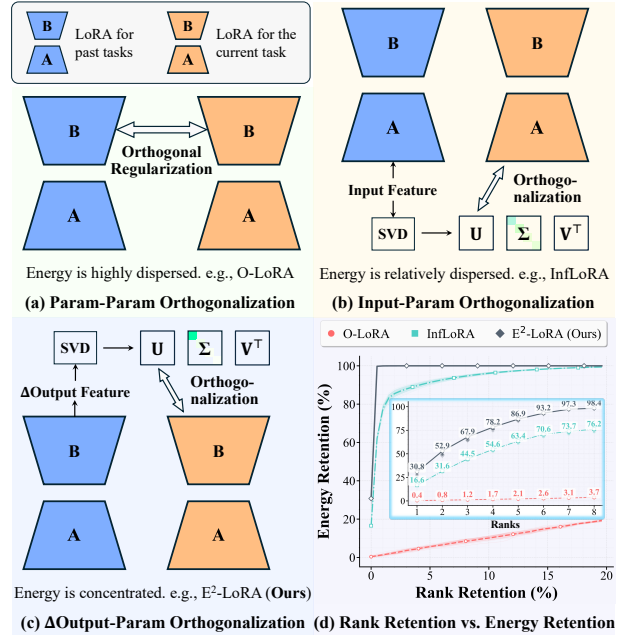 B
LoRA for
past tasks
A
B
LoRA for the
current task
A
B
B
Orthogonal
Regularization
A
A
Energy is highly dispersed. e.g., O-LoRA
(a) Param-Param Orthogonalization
B
B
A
A
Input Feature
Orthogo-
nalization
SVD
U
Σ
V⊤
Energy is relatively dispersed. e.g., InfLoRA
(b) Input-Param Orthogonalization
SVD
U
Σ
V⊤
ΔOutput Feature
Orthogo-
nalization
B
B
A
A
Energy is concentrated. e.g., E²-LoRA (Ours)
(c) ΔOutput-Param Orthogonalization
O-LoRA
InfLoRA
E²-LoRA (Ours)
Energy Retention (%)
100
80
60
40
20
0
100
75
50
25
0
30.8 52.9 67.9 78.2 86.9 93.2 97.3 98.4
16.6 31.6 44.5 54.6 63.4 70.6 73.7 76.2
0.4 0.8 1.2 1.7 2.1 2.6 3.1 3.7
1 2 3 4 5 6 7 8
Ranks
0 5 10 15 20
Rank Retention (%)
(d) Rank Retention vs. Energy Retention